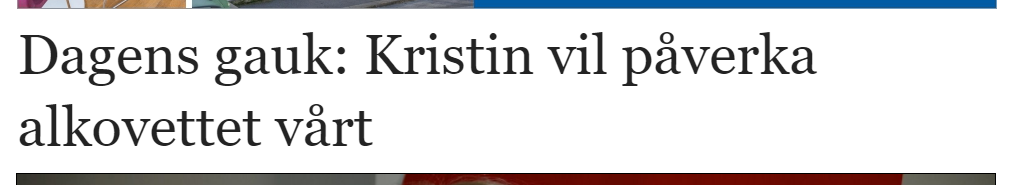 Dagens gauk: Kristin vil påverka
alkovettet vårt